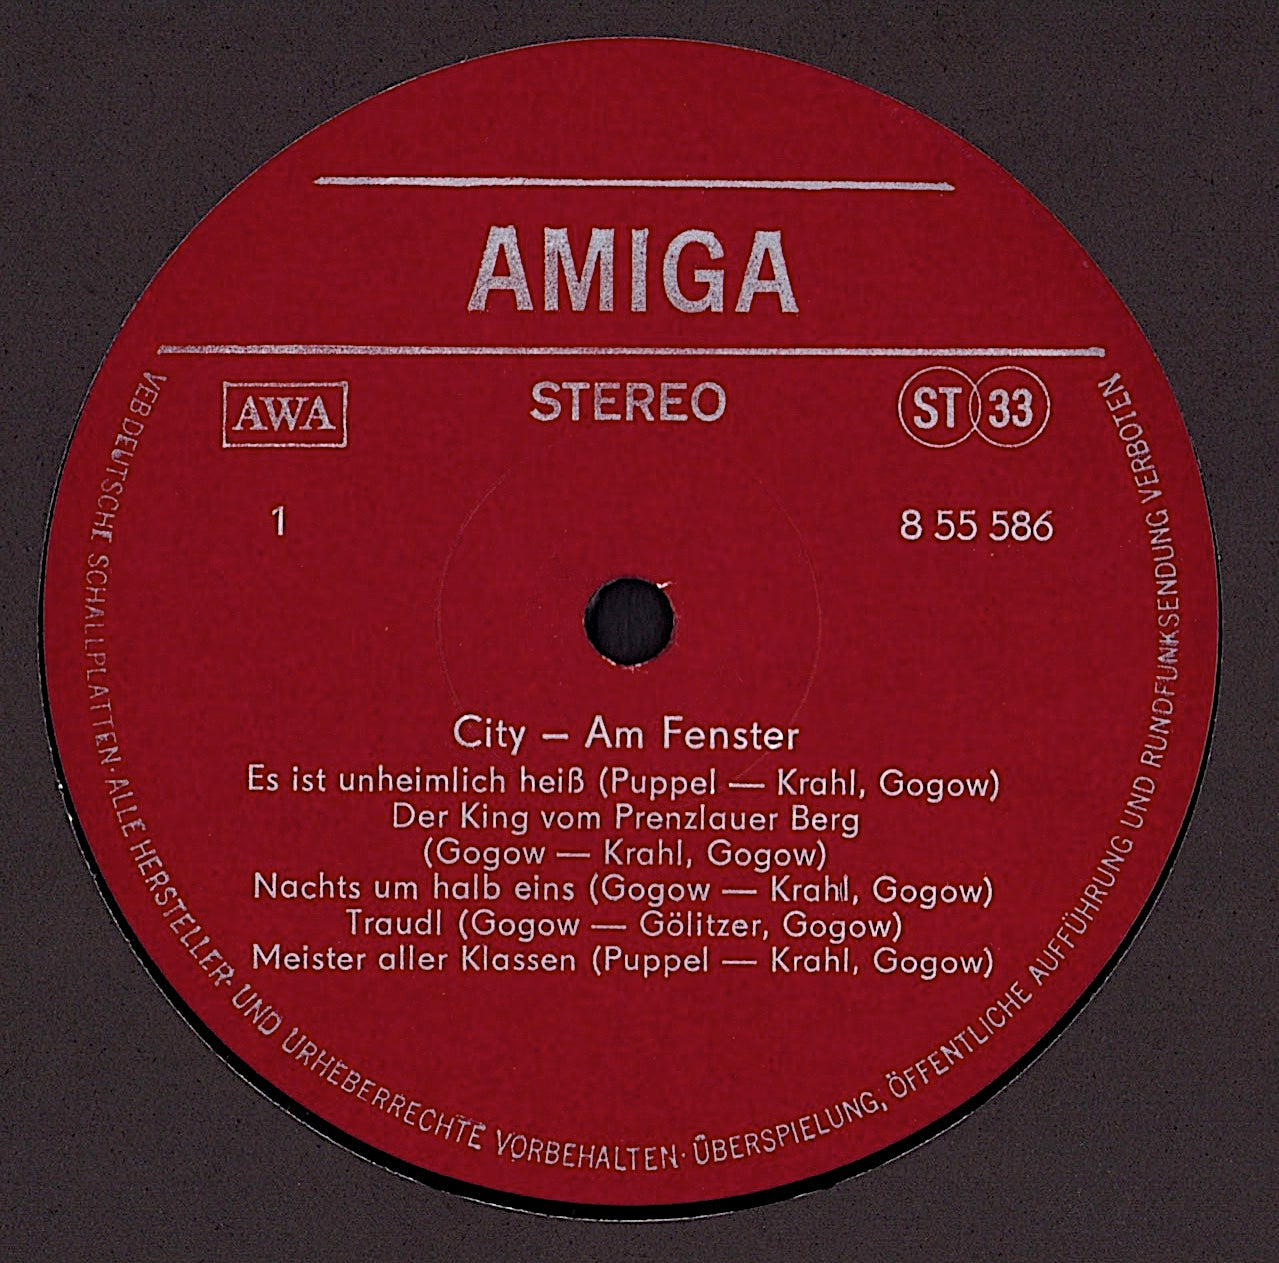 AMIGA
AWA
STEREO
ST 33
1
8 55 586
City – Am Fenster
Es ist unheimlich heiß (Puppel — Krahl, Gogow)
Der King vom Prenzlauer Berg
(Gogow — Krahl, Gogow)
Nachts um halb eins (Gogow — Krahl, Gogow)
Traudl (Gogow — Gölitzer, Gogow)
Meister aller Klassen (Puppel — Krahl, Gogow)
VEB DEUTSCHE SCHALLPLATTEN · ALLE HERSTELLER- UND URHEBERRECHTE VORBEHALTEN · ÜBERSPIELUNG, ÖFFENTLICHE AUFFÜHRUNG UND RUNDFUNKSENDUNG VERBOTEN